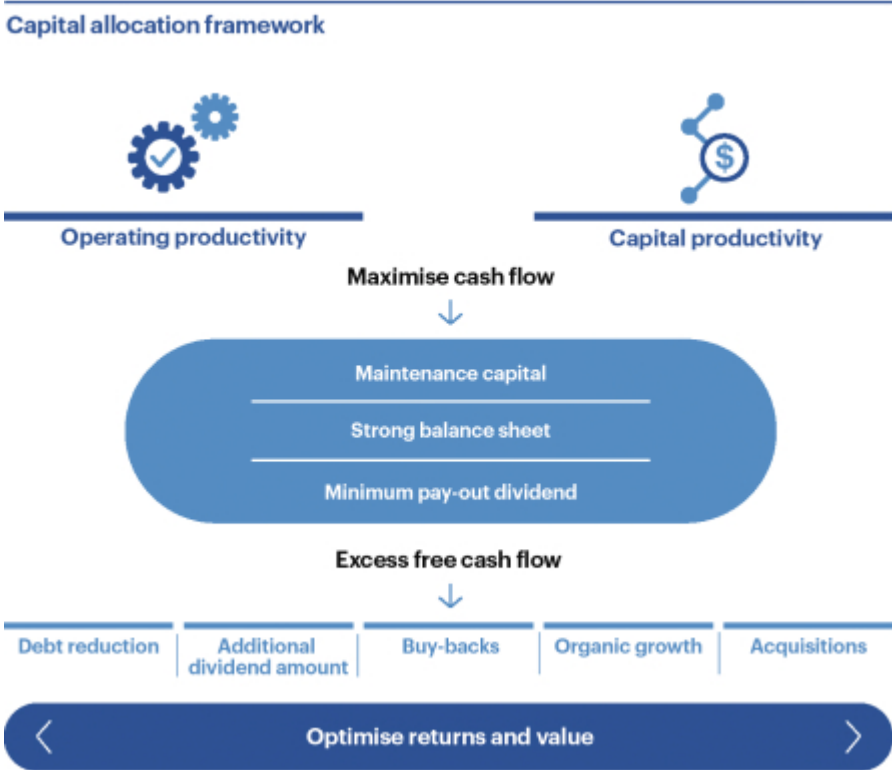 Capital allocation framework
$
Operating productivity
Capital productivity
Maximise cash flow
Maintenance capital
Strong balance sheet
Minimum pay-out dividend
Excess free cash flow
Debt reduction
Additional
dividend amount
Buy-backs
Organic growth
Acquisitions
Optimise returns and value